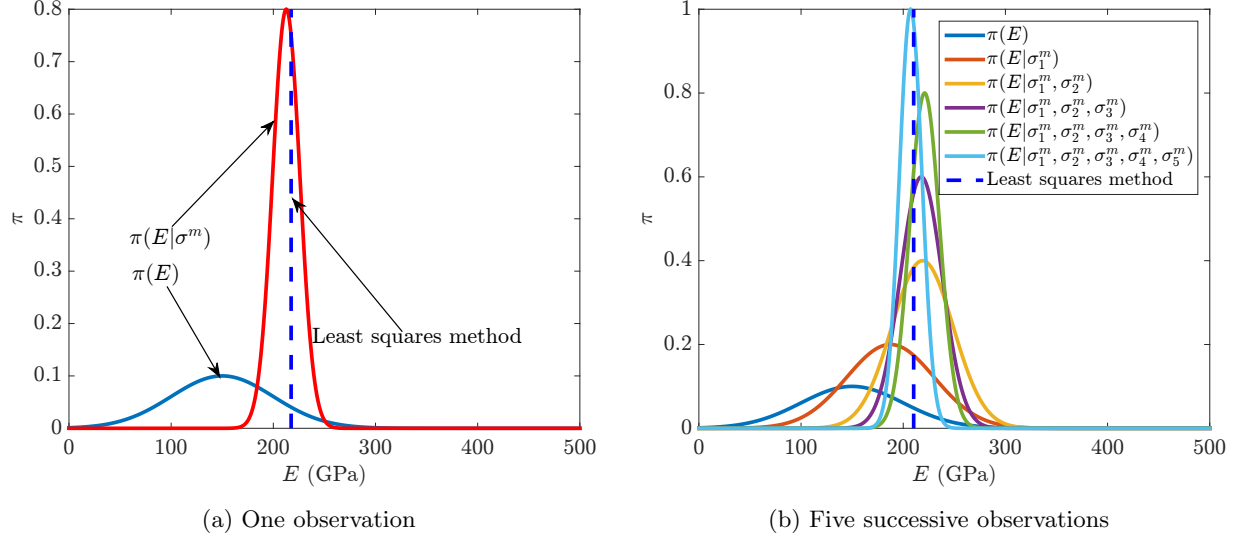 0.8
0.7
0.6
0.5
0.4
0.3
0.2
0.1
0
π
π(E|σ^m)
π(E)
Least squares method
0 100 200 300 400 500
E (GPa)
(a) One observation
1
0.8
0.6
0.4
0.2
0
π
π(E)
π(E|σ_1^m)
π(E|σ_1^m, σ_2^m)
π(E|σ_1^m, σ_2^m, σ_3^m)
π(E|σ_1^m, σ_2^m, σ_3^m, σ_4^m)
π(E|σ_1^m, σ_2^m, σ_3^m, σ_4^m, σ_5^m)
Least squares method
0 100 200 300 400 500
E (GPa)
(b) Five successive observations